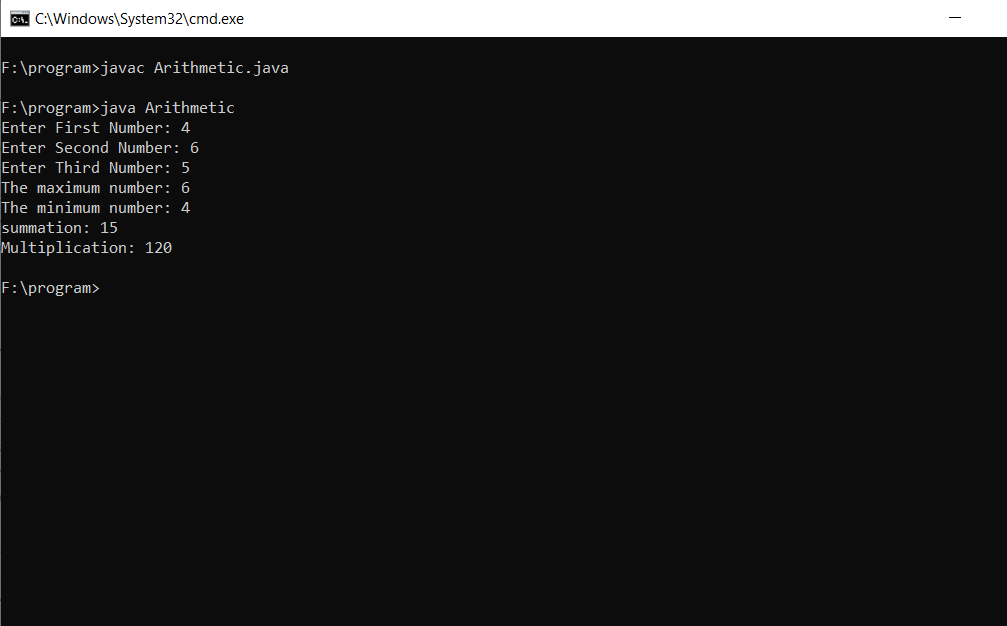 C:\Windows\System32\cmd.exe
F:\program>javac Arithmetic.java
F:\program>java Arithmetic
Enter First Number: 4
Enter Second Number: 6
Enter Third Number: 5
The maximum number: 6
The minimum number: 4
summation: 15
Multiplication: 120
F:\program>